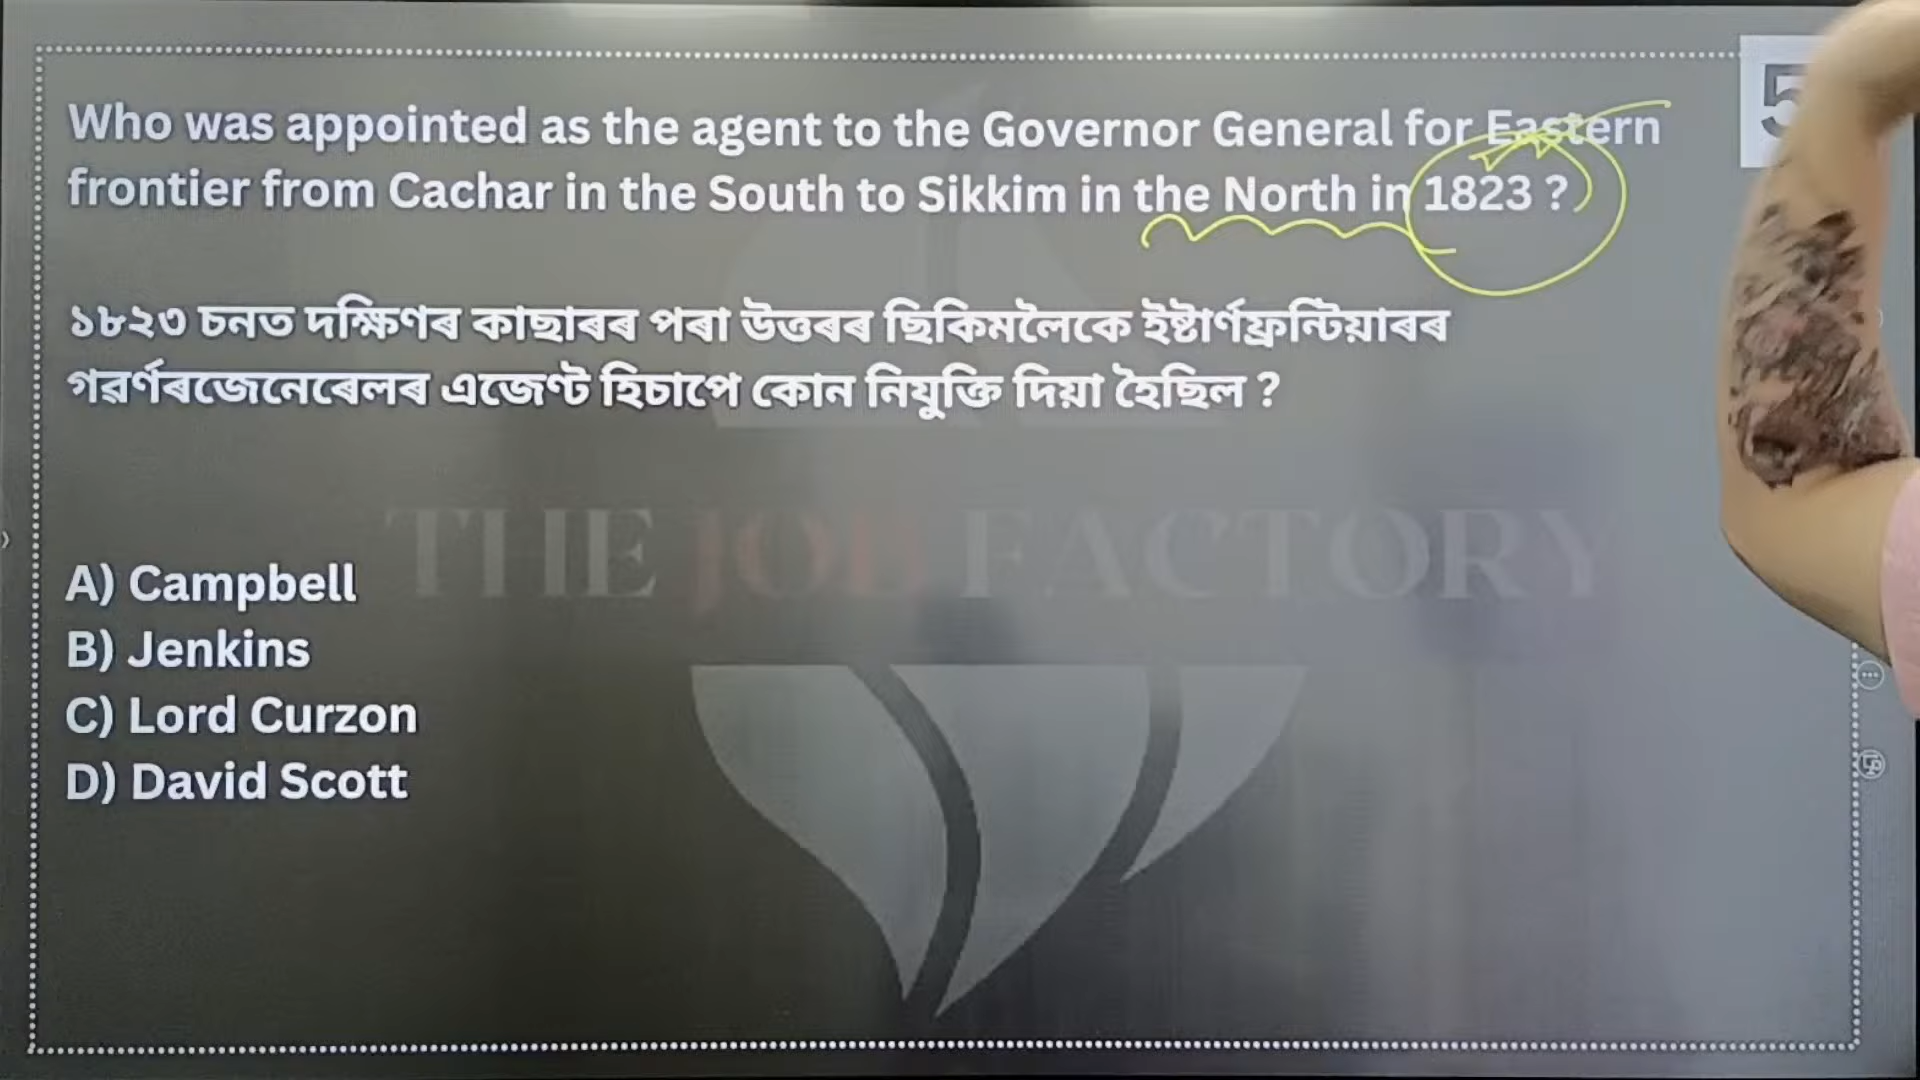 Who was appointed as the agent to the Governor General for Eastern
frontier from Cachar in the South to Sikkim in the North in 1823 ?
5
১৮২৩ চনত দক্ষিণৰ কাছাৰৰ পৰা উত্তৰৰ ছিকিমলৈকে ইষ্টাৰ্ণফ্ৰন্টিয়াৰৰ
গৱৰ্ণৰজেনেৰেলৰ এজেণ্ট হিচাপে কোন নিযুক্তি দিয়া হৈছিল ?
THE JOB FACTORY
A) Campbell
B) Jenkins
C) Lord Curzon
D) David Scott